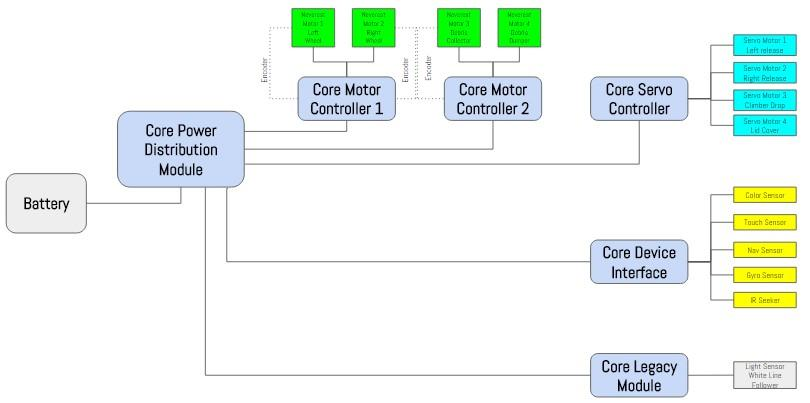 Neverest
Motor 1
Left
Wheel
Neverest
Motor 2
Right
Wheel
Neverest
Motor 3
Debris
Collector
Neverest
Motor 4
Debris
Dumper
Encoder
Encoder
Encoder
Core Motor
Controller 1
Core Motor
Controller 2
Core Servo
Controller
Servo Motor 1
Left release
Servo Motor 2
Right Release
Servo Motor 3
Climber Drop
Servo Motor 4
Lid Cover
Core Power
Distribution
Module
Battery
Core Device
Interface
Color Sensor
Touch Sensor
Nav Sensor
Gyro Sensor
IR Seeker
Core Legacy
Module
Light Sensor
White Line
Follower